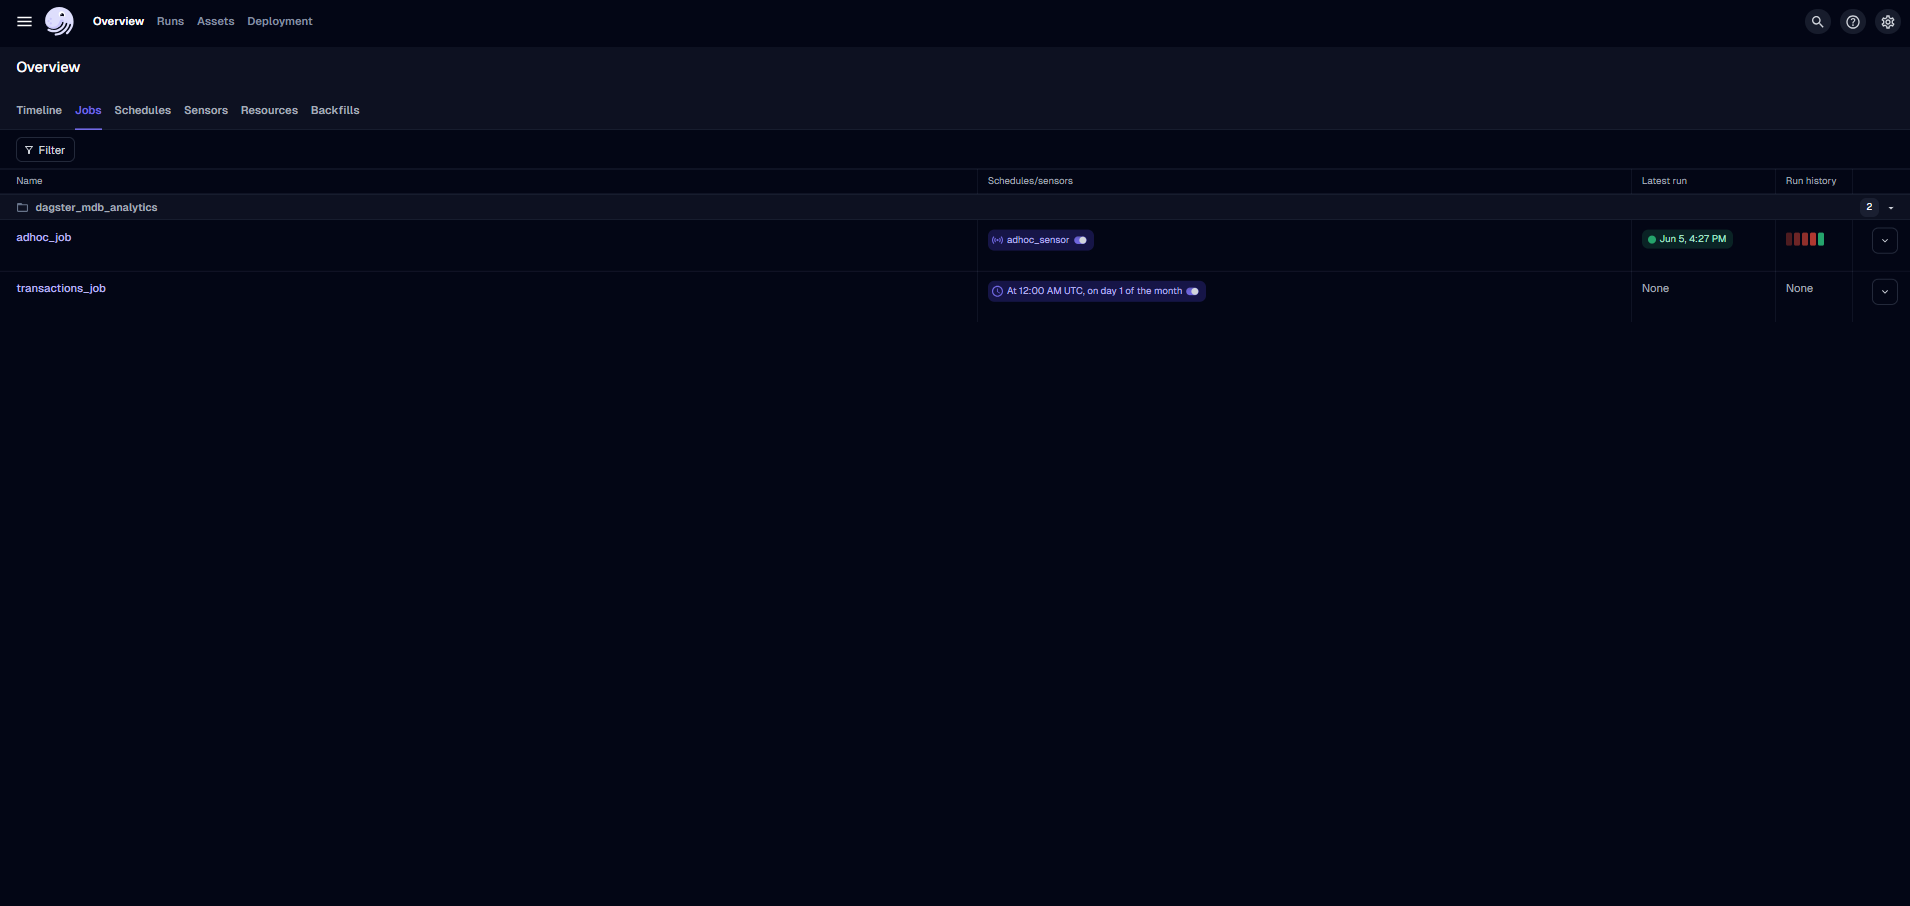 Overview Runs Assets Deployment
Overview
Timeline Jobs Schedules Sensors Resources Backfills
Filter
Name Schedules/sensors Latest run Run history
dagster_mdb_analytics 2
adhoc_job adhoc_sensor Jun 5, 4:27 PM
transactions_job At 12:00 AM UTC, on day 1 of the month None None